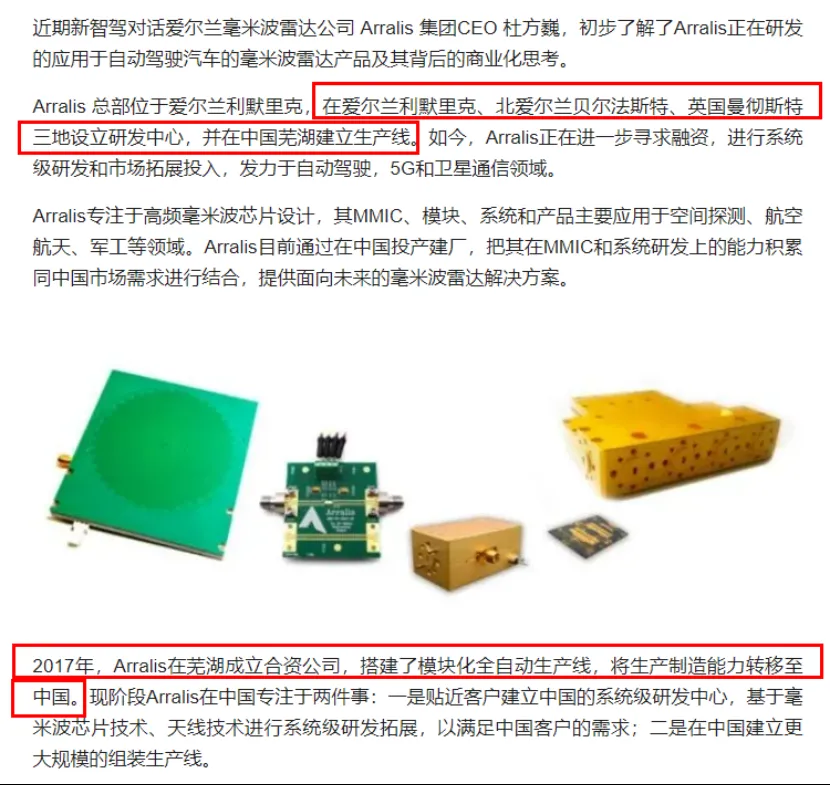 近期新智驾对话爱尔兰毫米波雷达公司 Arralis 集团CEO 杜方巍，初步了解了Arralis正在研发
的应用于自动驾驶汽车的毫米波雷达产品及其背后的商业化思考。
Arralis 总部位于爱尔兰利默里克，在爱尔兰利默里克、北爱尔兰贝尔法斯特、英国曼彻斯特
三地设立研发中心，并在中国芜湖建立生产线。如今，Arralis正在进一步寻求融资，进行系统
级研发和市场拓展投入，发力于自动驾驶，5G和卫星通信领域。
Arralis专注于高频毫米波芯片设计，其MMIC、模块、系统和产品主要应用于空间探测、航空
航天、军工等领域。Arralis目前通过在中国投产建厂，把其在MMIC和系统研发上的能力积累
同中国市场需求进行结合，提供面向未来的毫米波雷达解决方案。
Arralis
2017年，Arralis在芜湖成立合资公司，搭建了模块化全自动生产线，将生产制造能力转移至
中国。现阶段Arralis在中国专注于两件事：一是贴近客户建立中国的系统级研发中心，基于毫
米波芯片技术、天线技术进行系统级研发拓展，以满足中国客户的需求；二是在中国建立更
大规模的组装生产线。